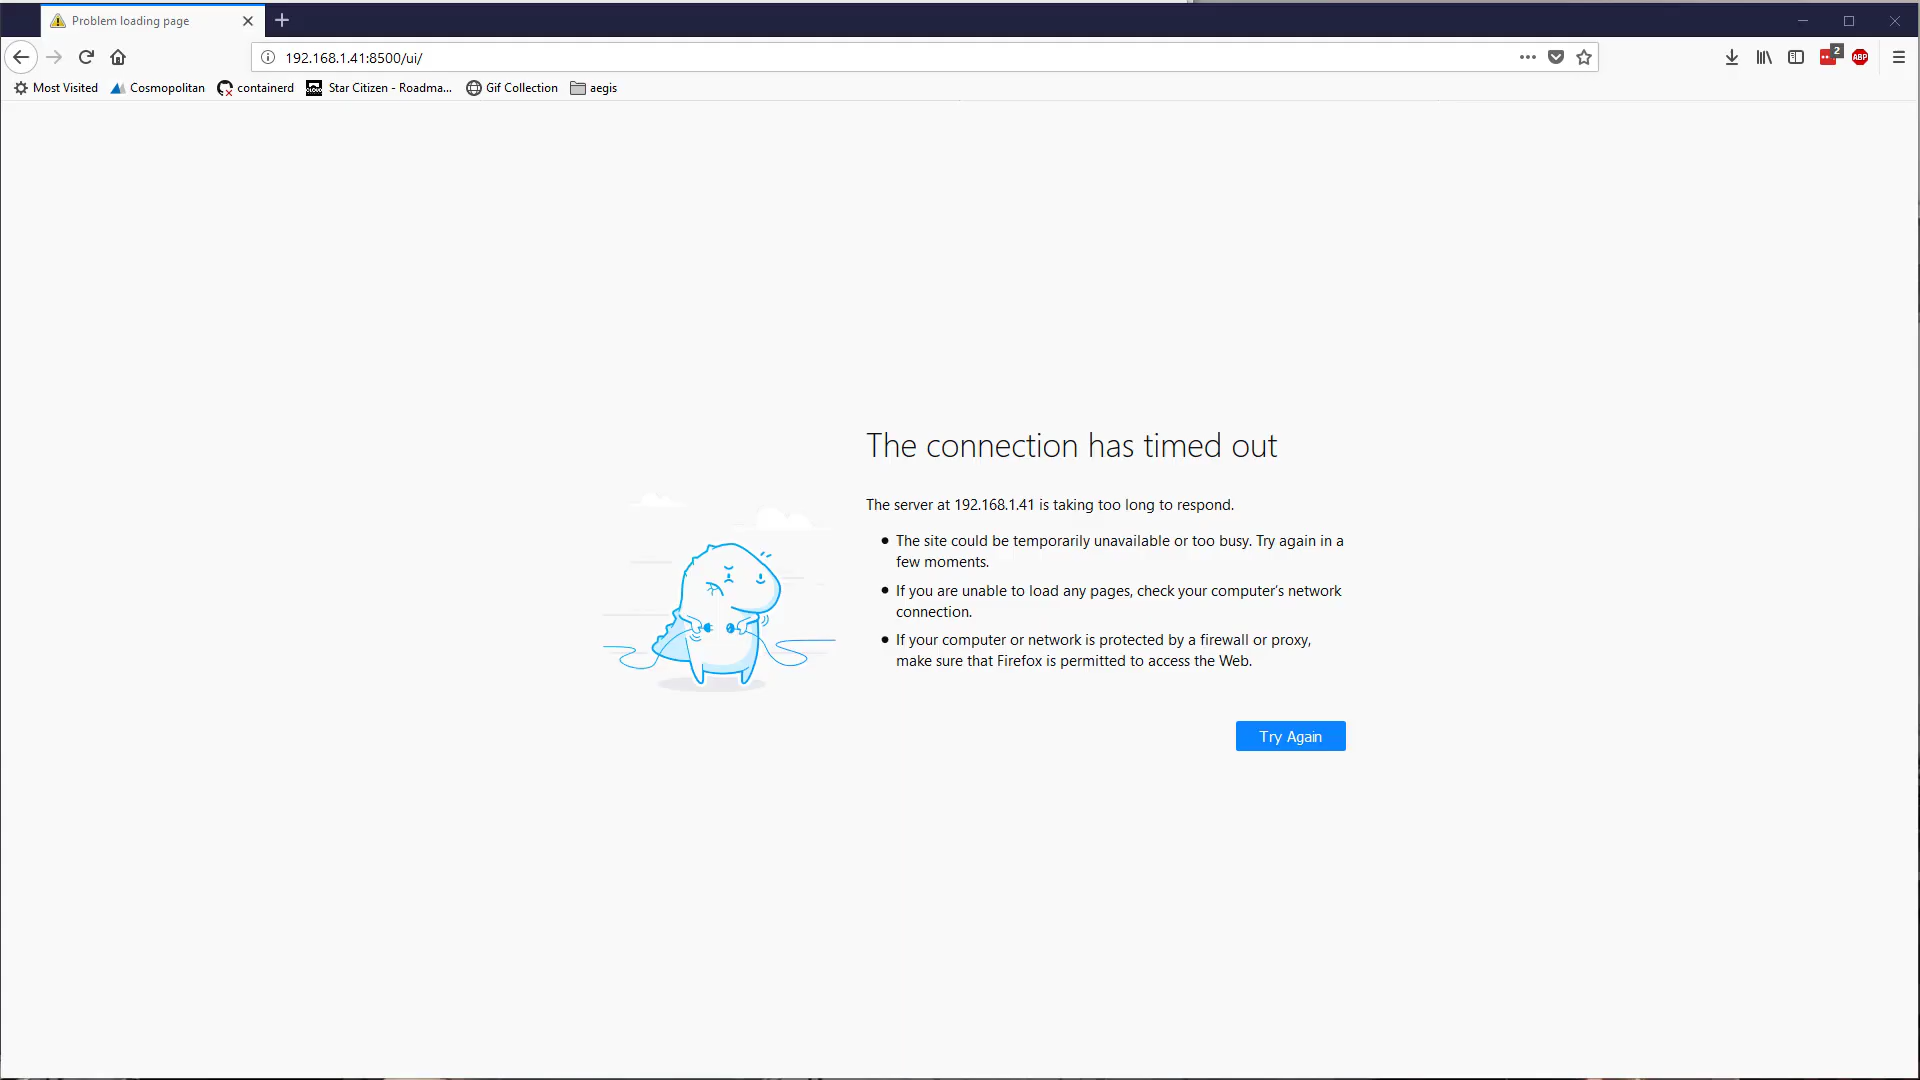 Problem loading page
192.168.1.41:8500/ui/
2
ABP
Most Visited
Cosmopolitan
containerd
Star Citizen - Roadma...
Gif Collection
aegis
The connection has timed out
The server at 192.168.1.41 is taking too long to respond.
The site could be temporarily unavailable or too busy. Try again in a
few moments.
If you are unable to load any pages, check your computer’s network
connection.
If your computer or network is protected by a firewall or proxy,
make sure that Firefox is permitted to access the Web.
Try Again